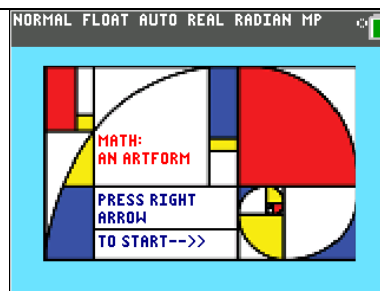 NORMAL FLOAT AUTO REAL RADIAN MP
MATH:
AN ARTFORM
PRESS RIGHT
ARROW
TO START-->>